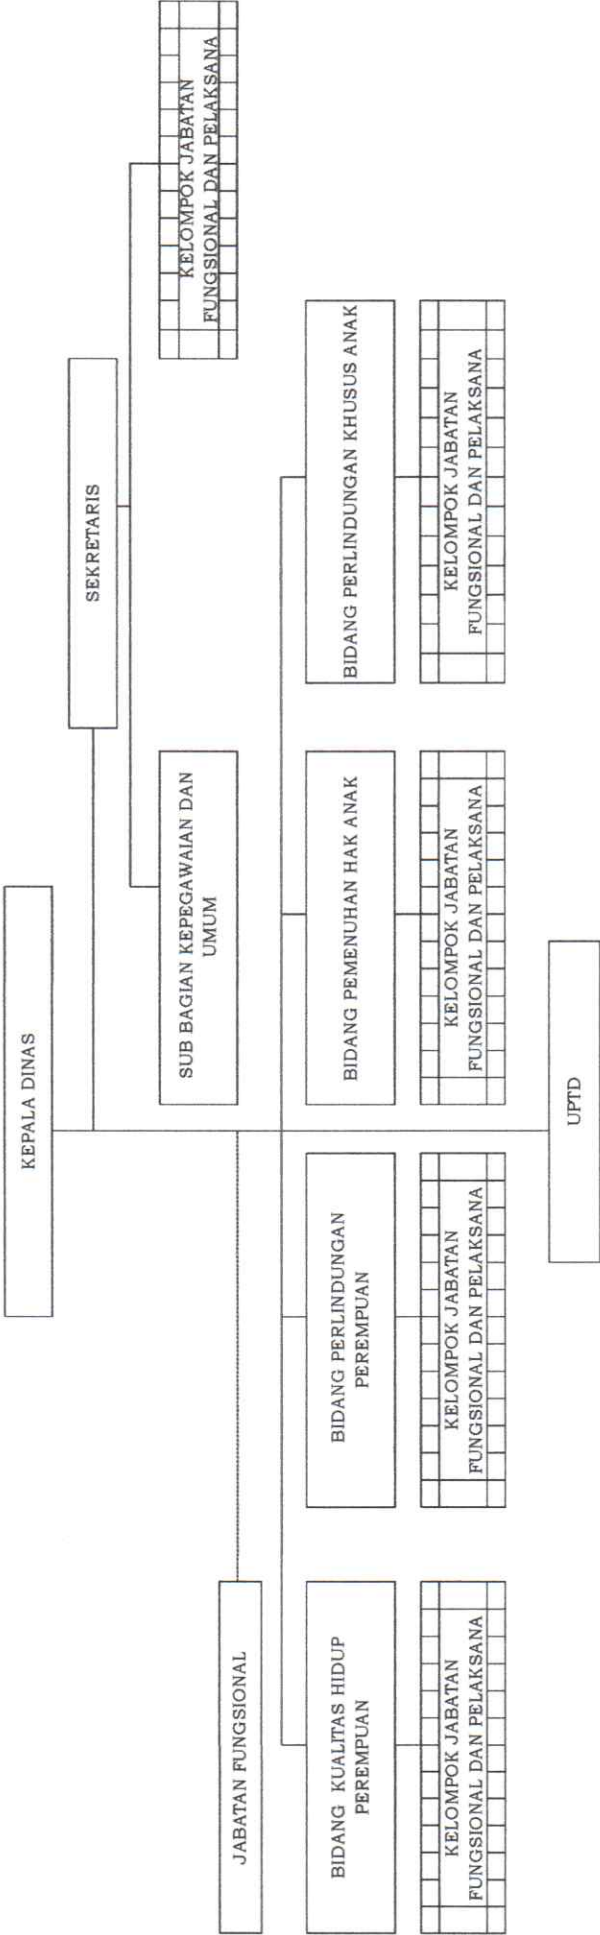 KEPALA DINAS
SEKRETARIS
SUB BAGIAN KEPEGAWAIAN DAN
UMUM
KELOMPOK JABATAN
FUNGSIONAL DAN PELAKSANA
JABATAN FUNGSIONAL
BIDANG KUALITAS HIDUP
PEREMPUAN
BIDANG PERLINDUNGAN
PEREMPUAN
BIDANG PEMENUHAN HAK ANAK
BIDANG PERLINDUNGAN KHUSUS ANAK
KELOMPOK JABATAN
FUNGSIONAL DAN PELAKSANA
KELOMPOK JABATAN
FUNGSIONAL DAN PELAKSANA
KELOMPOK JABATAN
FUNGSIONAL DAN PELAKSANA
KELOMPOK JABATAN
FUNGSIONAL DAN PELAKSANA
UPTD